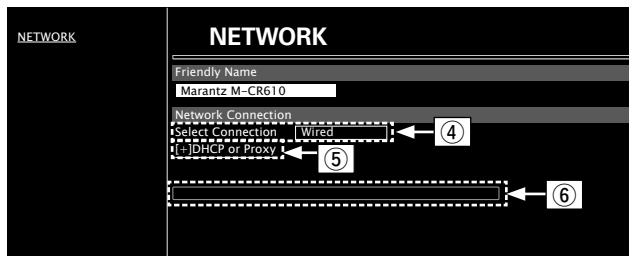 NETWORK
NETWORK
Friendly Name
Marantz M-CR610
Network Connection
Select Connection Wired ④
[+]DHCP or Proxy ⑤
⑥